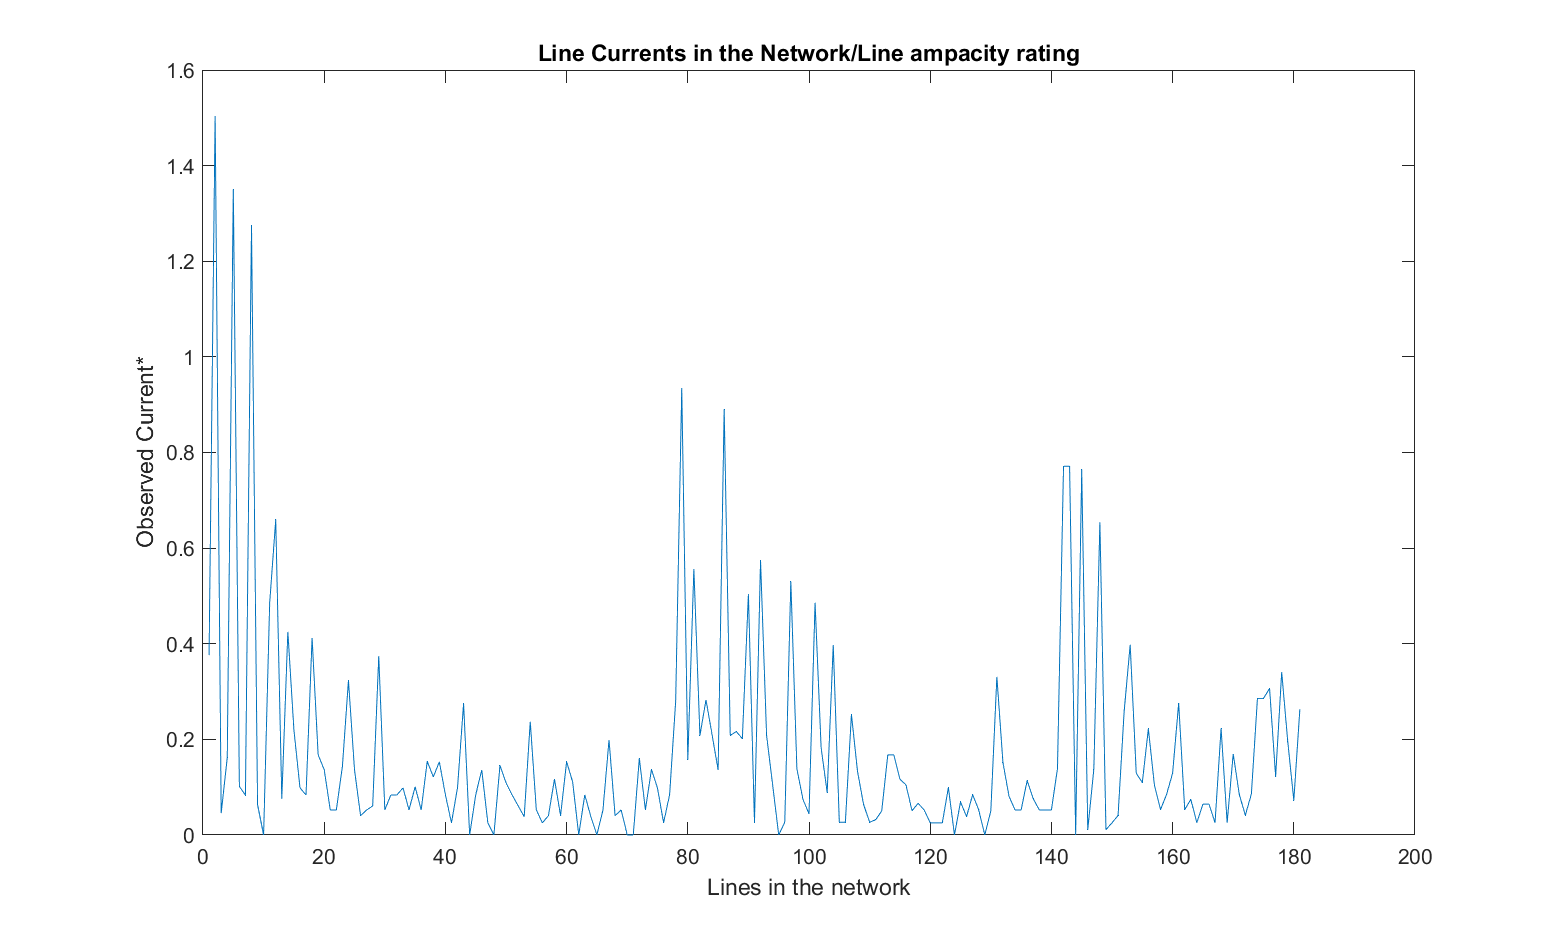 Line Currents in the Network/Line ampacity rating
1.6
1.4
1.2
1
0.8
0.6
0.4
0.2
0
Observed Current*
0 20 40 60 80 100 120 140 160 180 200
Lines in the network